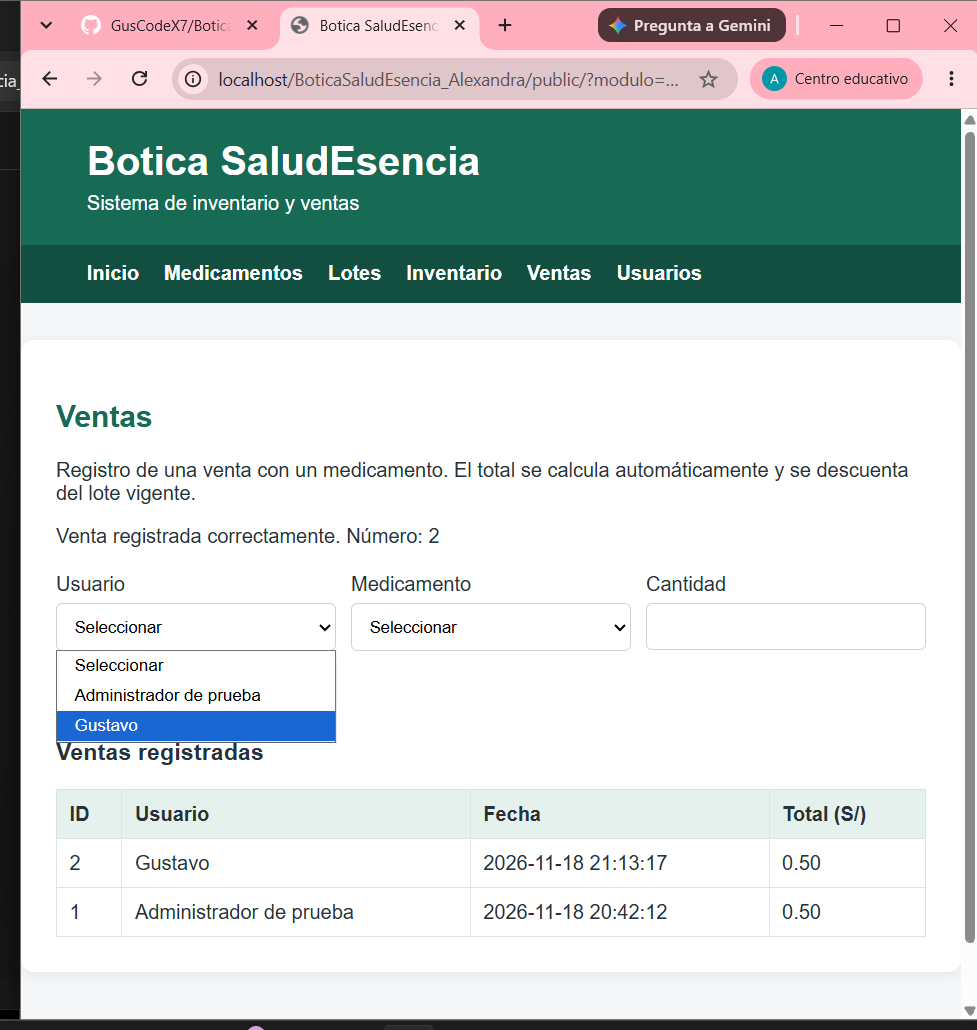 GusCodeX7/Botica
Botica SaludEsenc
Pregunta a Gemini
cia_
localhost/BoticaSaludEsencia_Alexandra/public/?modulo=...
A
Centro educativo
Botica SaludEsencia
Sistema de inventario y ventas
Inicio Medicamentos Lotes Inventario Ventas Usuarios
Ventas
Registro de una venta con un medicamento. El total se calcula automáticamente y se descuenta
del lote vigente.
Venta registrada correctamente. Número: 2
Usuario Medicamento Cantidad
Seleccionar Seleccionar
Seleccionar
Administrador de prueba
Gustavo
Ventas registradas
ID Usuario Fecha Total (S/)
2 Gustavo 2026-11-18 21:13:17 0.50
1 Administrador de prueba 2026-11-18 20:42:12 0.50